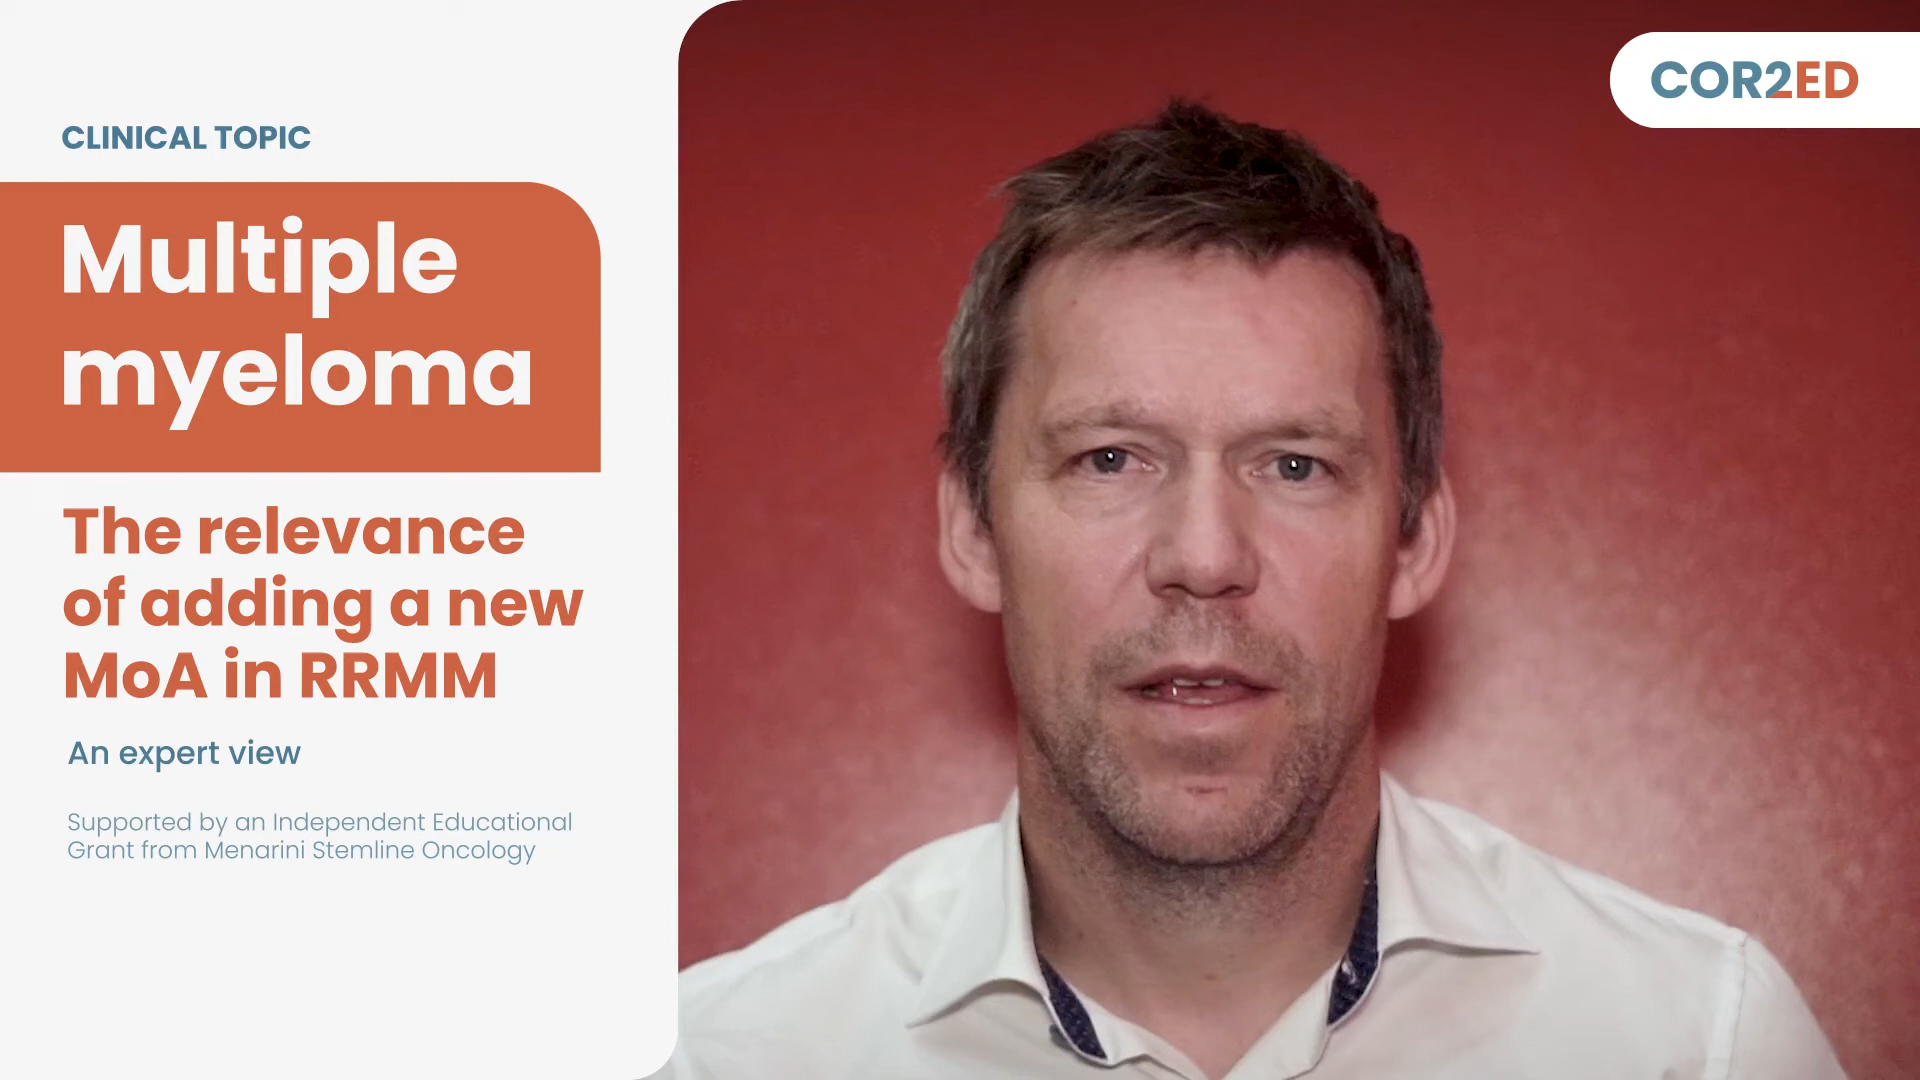 CLINICAL TOPIC
Multiple
myeloma
The relevance
of adding a new
MoA in RRMM
An expert view
Supported by an Independent Educational
Grant from Menarini Stemline Oncology
COR2ED